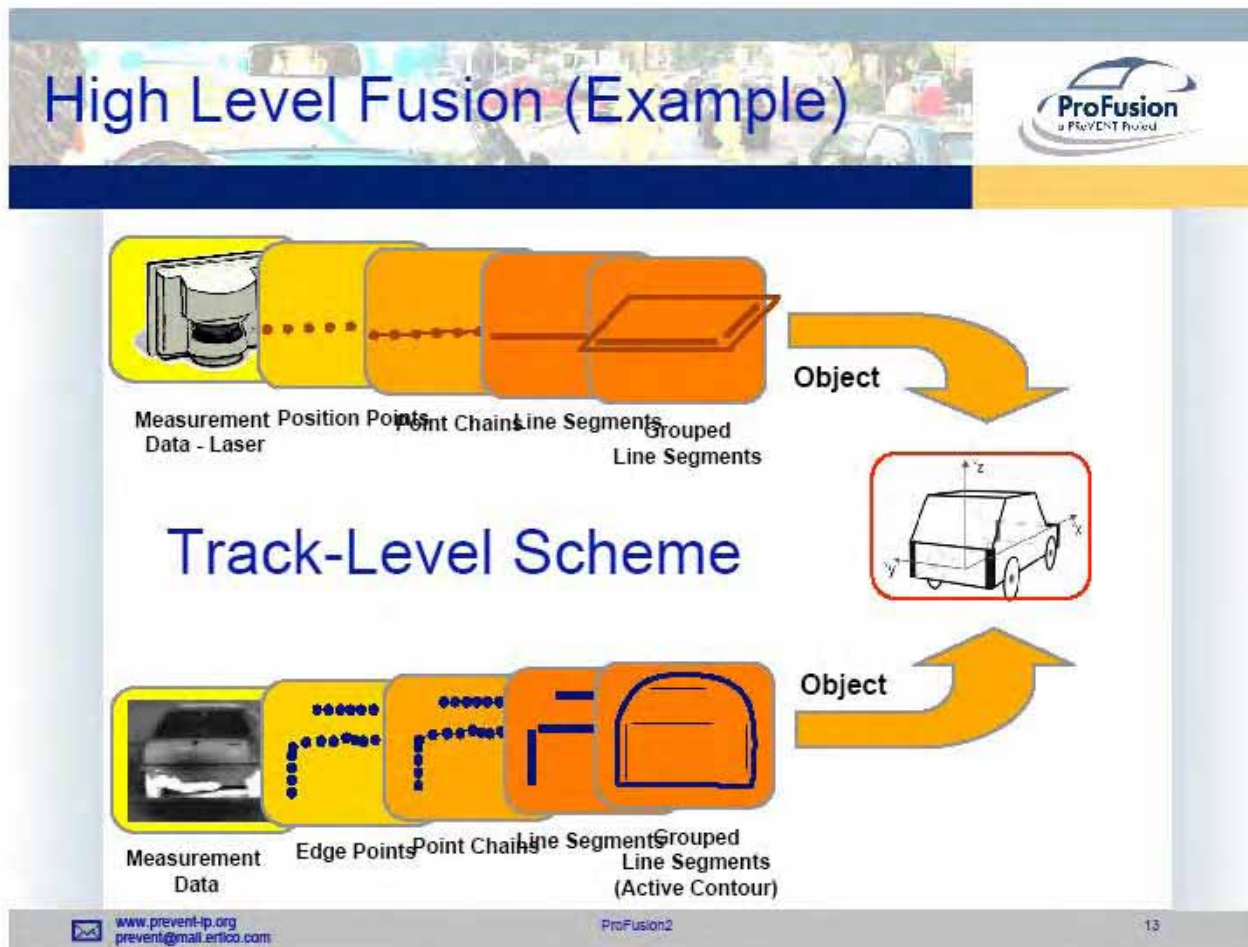 High Level Fusion (Example)
ProFusion
a PReVENT Project
Measurement
Data - Laser
Position Points
Point Chains
Line Segments
Grouped
Line Segments
Object
Track-Level Scheme
Z
X
Y
Object
Measurement
Data
Edge Points
Point Chains
Line Segments
Grouped
Line Segments
(Active Contour)
www.prevent-ip.org
prevent@mail.ertico.com
ProFusion2
13